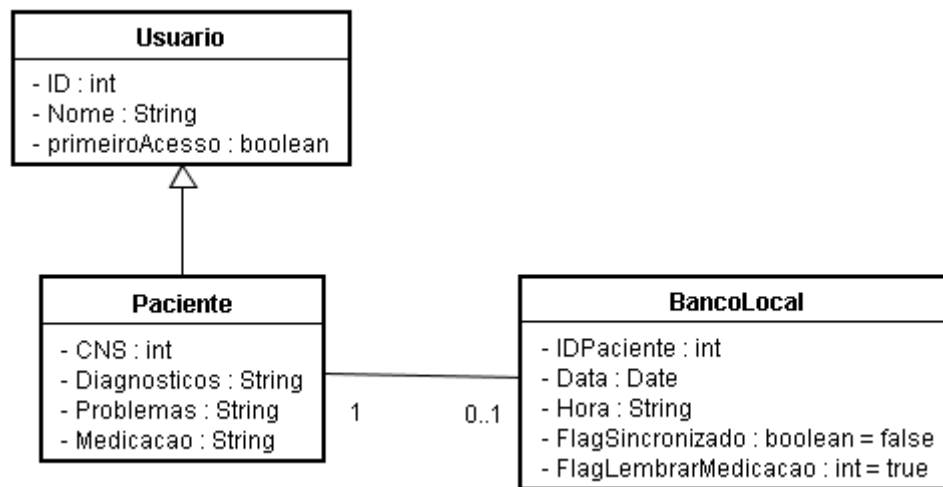 Usuario
- ID : int
- Nome : String
- primeiroAcesso : boolean
Paciente
- CNS : int
- Diagnosticos : String
- Problemas : String
- Medicacao : String
1
0..1
BancoLocal
- IDPaciente : int
- Data : Date
- Hora : String
- FlagSincronizado : boolean = false
- FlagLembrarMedicacao : int = true